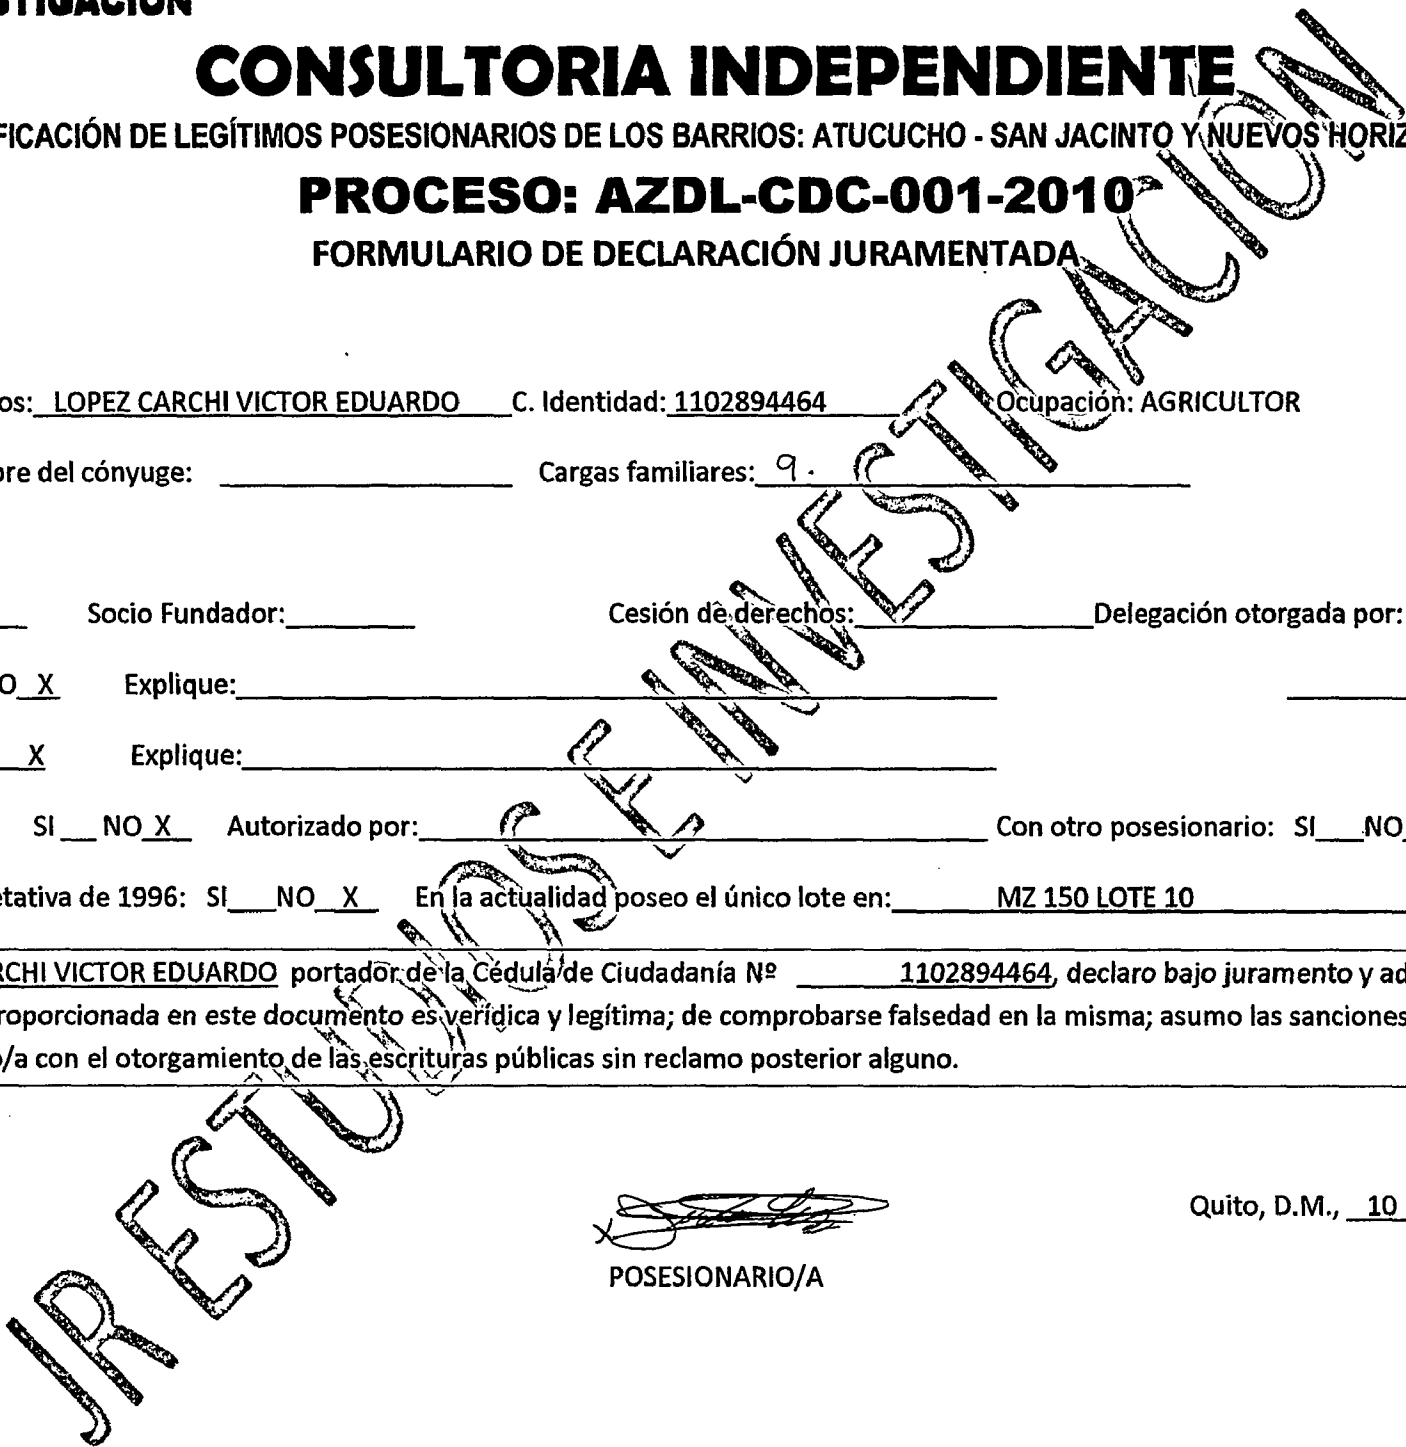 CONSULTORIA INDEPENDIENTE
FICACIÓN DE LEGÍTIMOS POSESIONARIOS DE LOS BARRIOS: ATUCUCHO - SAN JACINTO Y NUEVOS HORIZ
PROCESO: AZDL-CDC-001-2010
FORMULARIO DE DECLARACIÓN JURAMENTADA
os: LOPEZ CARCHI VICTOR EDUARDO C. Identidad: 1102894464 Ocupación: AGRICULTOR
bre del cónyuge: Cargas familiares: 9.
Socio Fundador: Cesión de derechos: Delegación otorgada por:
O X Explique:
X Explique:
SI NO X Autorizado por: Con otro posesionario: SI NO
etativa de 1996: SI NO X En la actualidad poseo el único lote en: MZ 150 LOTE 10
RCHI VICTOR EDUARDO portador de la Cédula de Ciudadanía Nº 1102894464, declaro bajo juramento y ad
roporcionada en este documento es verídica y legítima; de comprobarse falsedad en la misma; asumo las sanciones
o/a con el otorgamiento de las escrituras públicas sin reclamo posterior alguno.
Quito, D.M., 10
POSESIONARIO/A
JR ESTUDIOS E INVESTIGACION